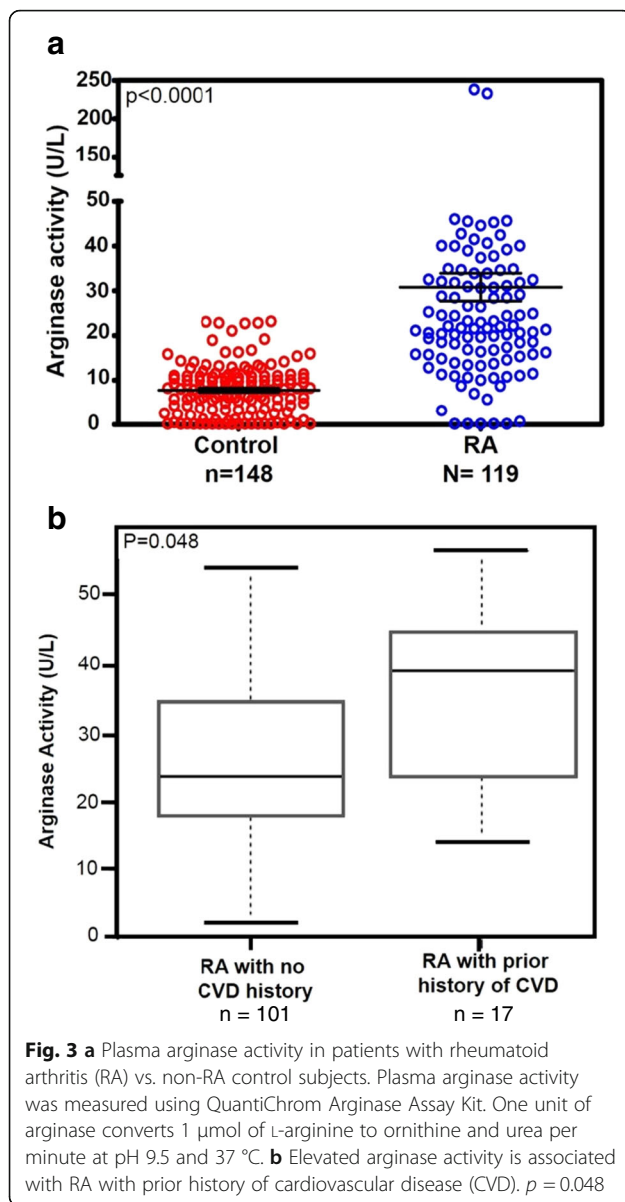 a
p<0.0001
Arginase activity (U/L)
250
200
150
50
40
30
20
10
0
Control
n=148
RA
N= 119
b
P=0.048
Arginase Activity (U/L)
50
40
30
20
10
0
RA with no
CVD history
n = 101
RA with prior
history of CVD
n = 17
Fig. 3 a Plasma arginase activity in patients with rheumatoid
arthritis (RA) vs. non-RA control subjects. Plasma arginase activity
was measured using QuantiChrom Arginase Assay Kit. One unit of
arginase converts 1 μmol of L-arginine to ornithine and urea per
minute at pH 9.5 and 37 °C. b Elevated arginase activity is associated
with RA with prior history of cardiovascular disease (CVD). p = 0.048